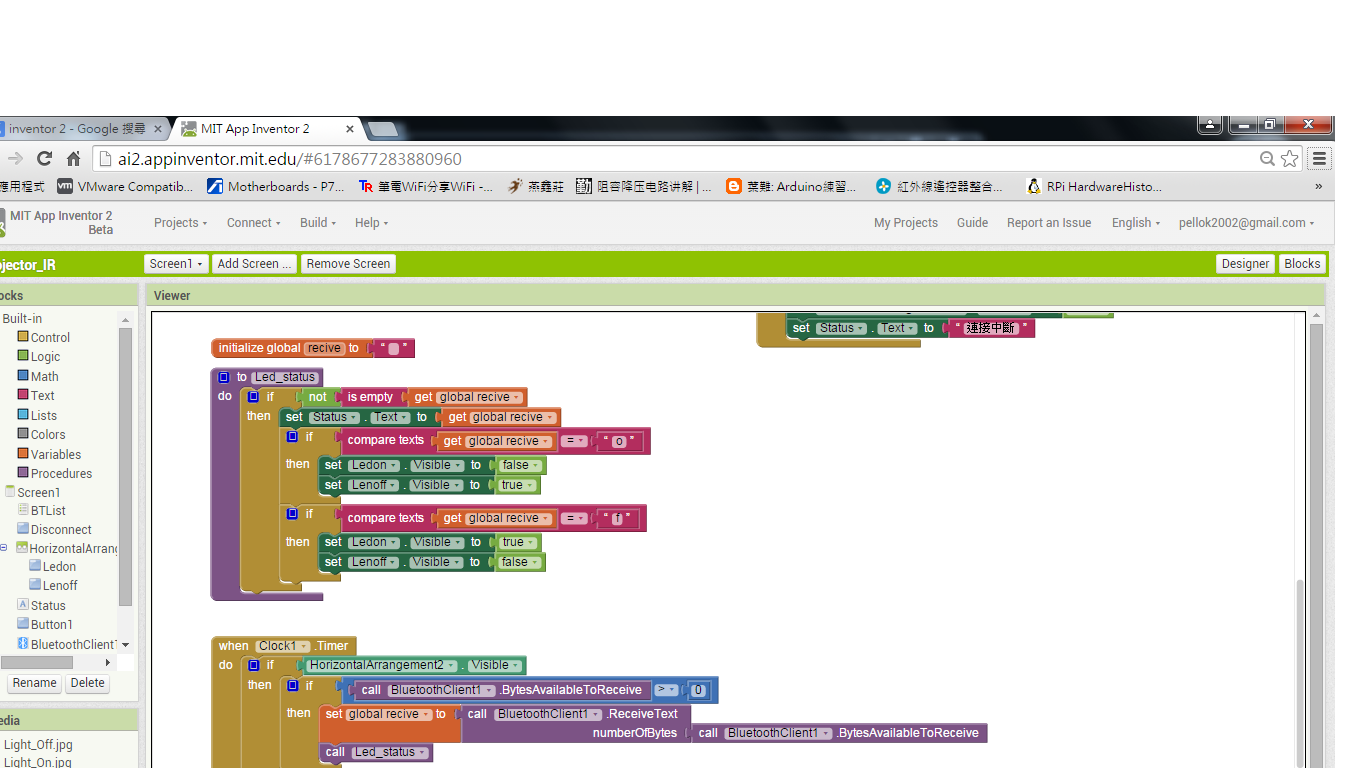 inventor 2 - Google 搜尋 × MIT App Inventor 2 ×
ai2.appinventor.mit.edu/#6178677283880960
應用程式 VMware Compatib... Motherboards - P7... 筆電WiFi分享WiFi -... 燕鑫莊 阻容降压电路讲解 | ... 葉難: Arduino練習... 紅外線遙控器整合... RPi HardwareHisto... »
MIT App Inventor 2
Beta
Projects Connect Build Help My Projects Guide Report an Issue English pellok2002@gmail.com
jector_IR Screen1 Add Screen ... Remove Screen Designer Blocks
ocks Viewer
Built-in
Control
Logic
Math
Text
Lists
Colors
Variables
Procedures
Screen1
BTList
Disconnect
HorizontalArrang
Ledon
Lenoff
A Status
Button1
BluetoothClient1
Rename Delete
edia
Light_Off.jpg
Light_On.jpg
set Status . Text to “ 連接中斷 ”
initialize global recive to “ ”
to Led_status
do if not is empty get global recive
then set Status . Text to get global recive
if compare texts get global recive = “ o ”
then set Ledon . Visible to false
set Lenoff . Visible to true
if compare texts get global recive = “ f ”
then set Ledon . Visible to true
set Lenoff . Visible to false
when Clock1 .Timer
do if HorizontalArrangement2 . Visible
then if call BluetoothClient1 .BytesAvailableToReceive > 0
then set global recive to call BluetoothClient1 .ReceiveText
numberOfBytes call BluetoothClient1 .BytesAvailableToReceive
call Led_status